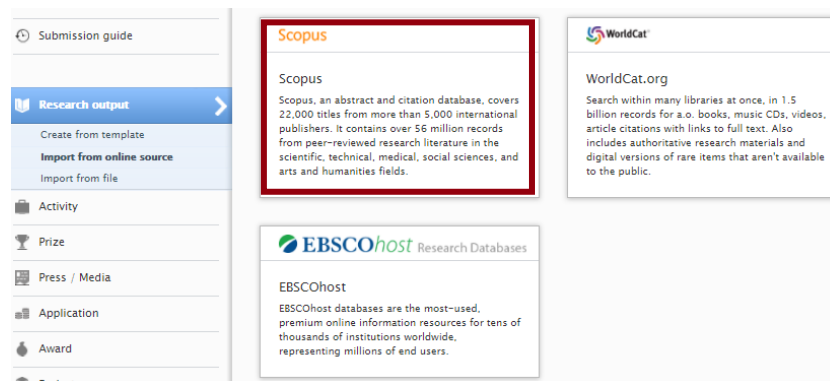 Submission guide
Research output
Create from template
Import from online source
Import from file
Activity
Prize
Press / Media
Application
Award
Scopus
Scopus
Scopus, an abstract and citation database, covers
22,000 titles from more than 5,000 international
publishers. It contains over 56 million records
from peer-reviewed research literature in the
scientific, technical, medical, social sciences, and
arts and humanities fields.
WorldCat
WorldCat.org
Search within many libraries at once, in 1.5
billion records for a.o. books, music CDs, videos,
article citations with links to full text. Also
includes authoritative research materials and
digital versions of rare items that aren't available
to the public.
EBSCOhost Research Databases
EBSCOhost
EBSCOhost databases are the most-used,
premium online information resources for tens of
thousands of institutions worldwide,
representing millions of end users.